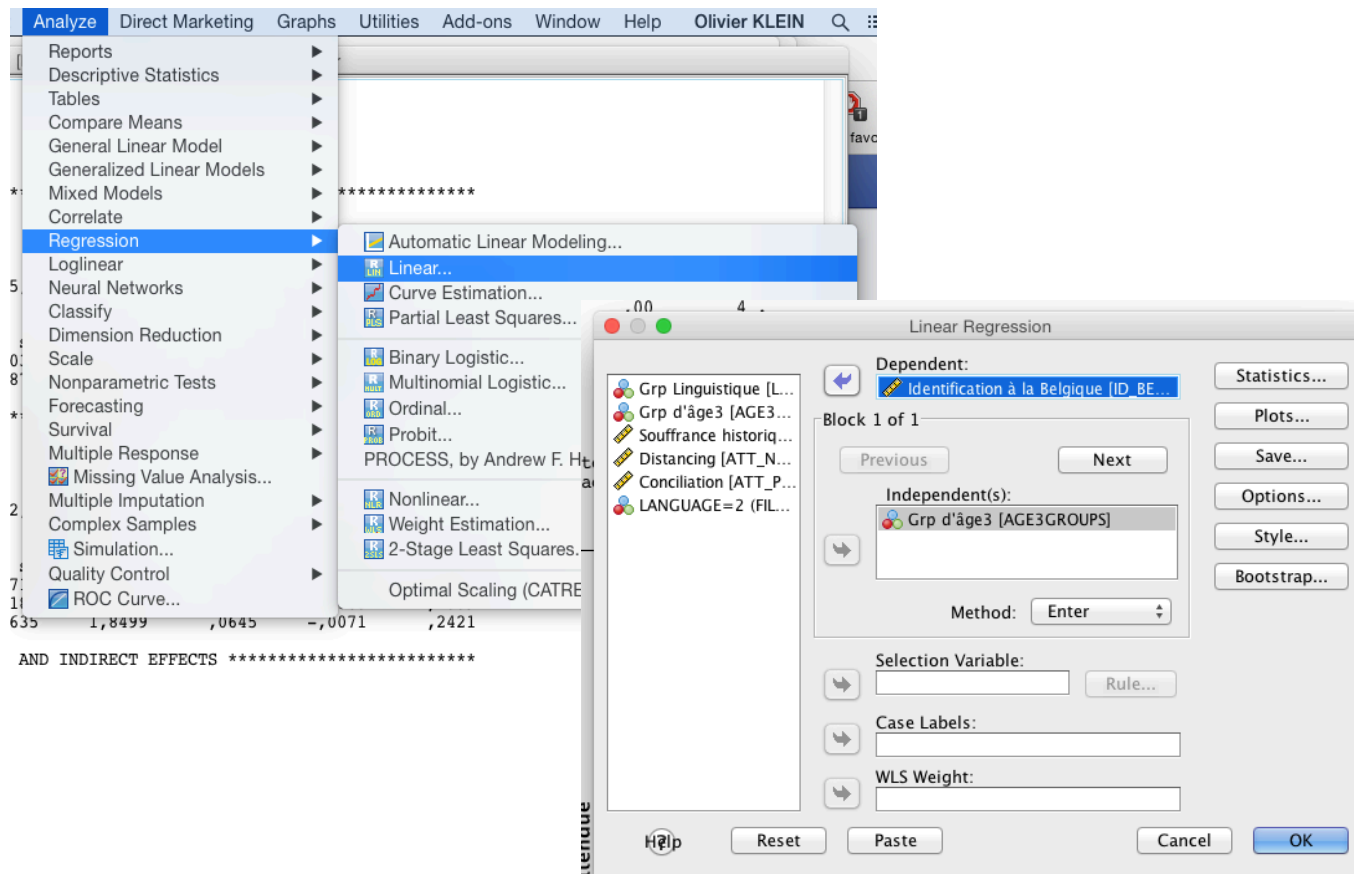 Analyze Direct Marketing Graphs Utilities Add-ons Window Help Olivier KLEIN
Reports
Descriptive Statistics
Tables
Compare Means
General Linear Model
Generalized Linear Models
Mixed Models
Correlate
Regression
Loglinear
Neural Networks
Classify
Dimension Reduction
Scale
Nonparametric Tests
Forecasting
Survival
Multiple Response
Missing Value Analysis...
Multiple Imputation
Complex Samples
Simulation...
Quality Control
ROC Curve...
1
favo
**************
Automatic Linear Modeling...
Linear...
Curve Estimation...
Partial Least Squares...
Binary Logistic...
Multinomial Logistic...
Ordinal...
Probit...
PROCESS, by Andrew F. H
Nonlinear...
Weight Estimation...
2-Stage Least Squares.
Optimal Scaling (CATRE
635 1,8499 ,0645 -,0071 ,2421
AND INDIRECT EFFECTS *************************
,00 4
Linear Regression
Grp Linguistique [L...
Grp d'âge3 [AGE3...
Souffrance historiq...
Distancing [ATT_N...
Conciliation [ATT_P...
LANGUAGE=2 (FIL...
Dependent:
Identification à la Belgique [ID_BE...
Block 1 of 1
Previous Next
Independent(s):
Grp d'âge3 [AGE3GROUPS]
Method: Enter
Selection Variable:
Rule...
Case Labels:
WLS Weight:
Statistics...
Plots...
Save...
Options...
Style...
Bootstrap...
Help Reset Paste Cancel OK